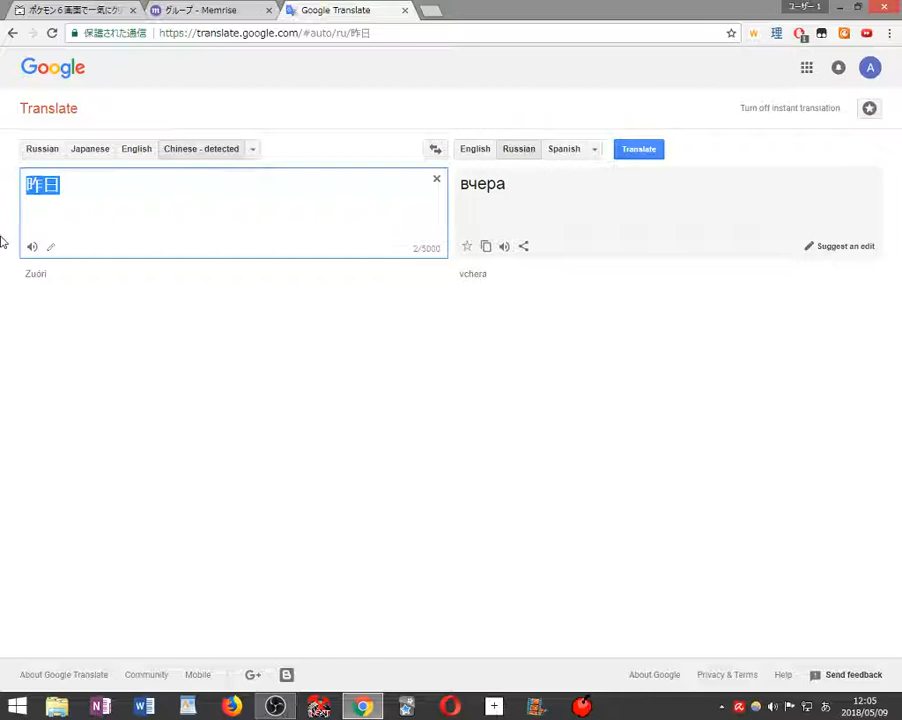 ポケモン６画面で一気にク
グループ - Memrise
Google Translate
ユーザー 1
保護された通信
https://translate.google.com/#auto/ru/昨日
Google
A
Translate
Turn off instant translation
Russian Japanese English Chinese - detected
English Russian Spanish Translate
昨日
вчера
2/5000
Suggest an edit
Zuórì
vchera
About Google Translate Community Mobile
About Google Privacy & Terms Help Send feedback
12:05
2018/05/09